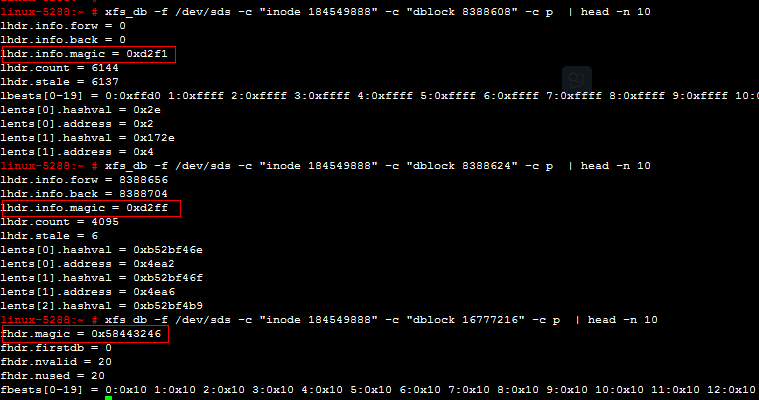 linux-5288:~ # xfs_db -f /dev/sds -c "inode 184549888" -c "dblock 8388608" -c p  | head -n 10
lhdr.info.forw = 0
lhdr.info.back = 0
lhdr.info.magic = 0xd2f1
lhdr.count = 6144
lhdr.stale = 6137
lbests[0-19] = 0:0xffd0 1:0xffff 2:0xffff 3:0xffff 4:0xffff 5:0xffff 6:0xffff 7:0xffff 8:0xffff 9:0xffff 10:0
lents[0].hashval = 0x2e
lents[0].address = 0x2
lents[1].hashval = 0x172e
lents[1].address = 0x4
linux-5288:~ # xfs_db -f /dev/sds -c "inode 184549888" -c "dblock 8388624" -c p  | head -n 10
lhdr.info.forw = 8388656
lhdr.info.back = 8388704
lhdr.info.magic = 0xd2ff
lhdr.count = 4095
lhdr.stale = 6
lents[0].hashval = 0xb52bf46e
lents[0].address = 0x4ea2
lents[1].hashval = 0xb52bf46f
lents[1].address = 0x4ea6
lents[2].hashval = 0xb52bf4b9
linux-5288:~ # xfs_db -f /dev/sds -c "inode 184549888" -c "dblock 16777216" -c p  | head -n 10
fhdr.magic = 0x58443246
fhdr.firstdb = 0
fhdr.nvalid = 20
fhdr.nused = 20
fbests[0-19] = 0:0x10 1:0x10 2:0x10 3:0x10 4:0x10 5:0x10 6:0x10 7:0x10 8:0x10 9:0x10 10:0x10 11:0x10 12:0x10